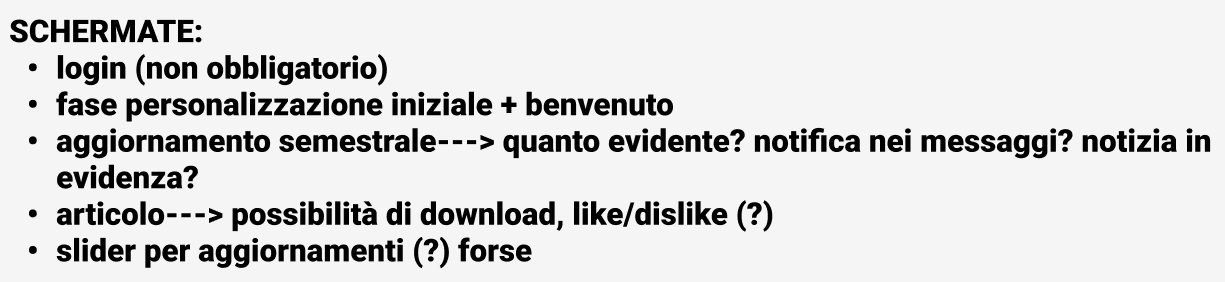 SCHERMATE:
• login (non obbligatorio)
• fase personalizzazione iniziale + benvenuto
• aggiornamento semestrale---> quanto evidente? notifica nei messaggi? notizia in
evidenza?
• articolo---> possibilità di download, like/dislike (?)
• slider per aggiornamenti (?) forse